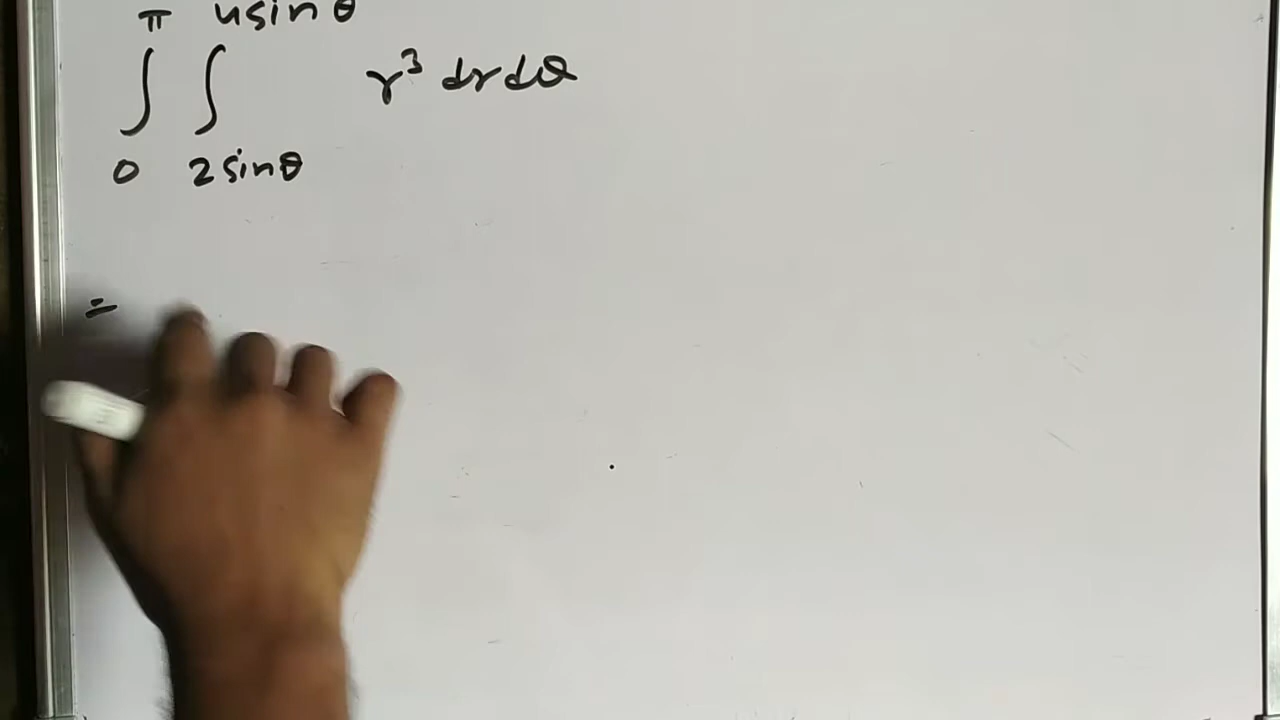 π 4sinθ
∫ ∫ r³ dr dθ
0 2sinθ
=